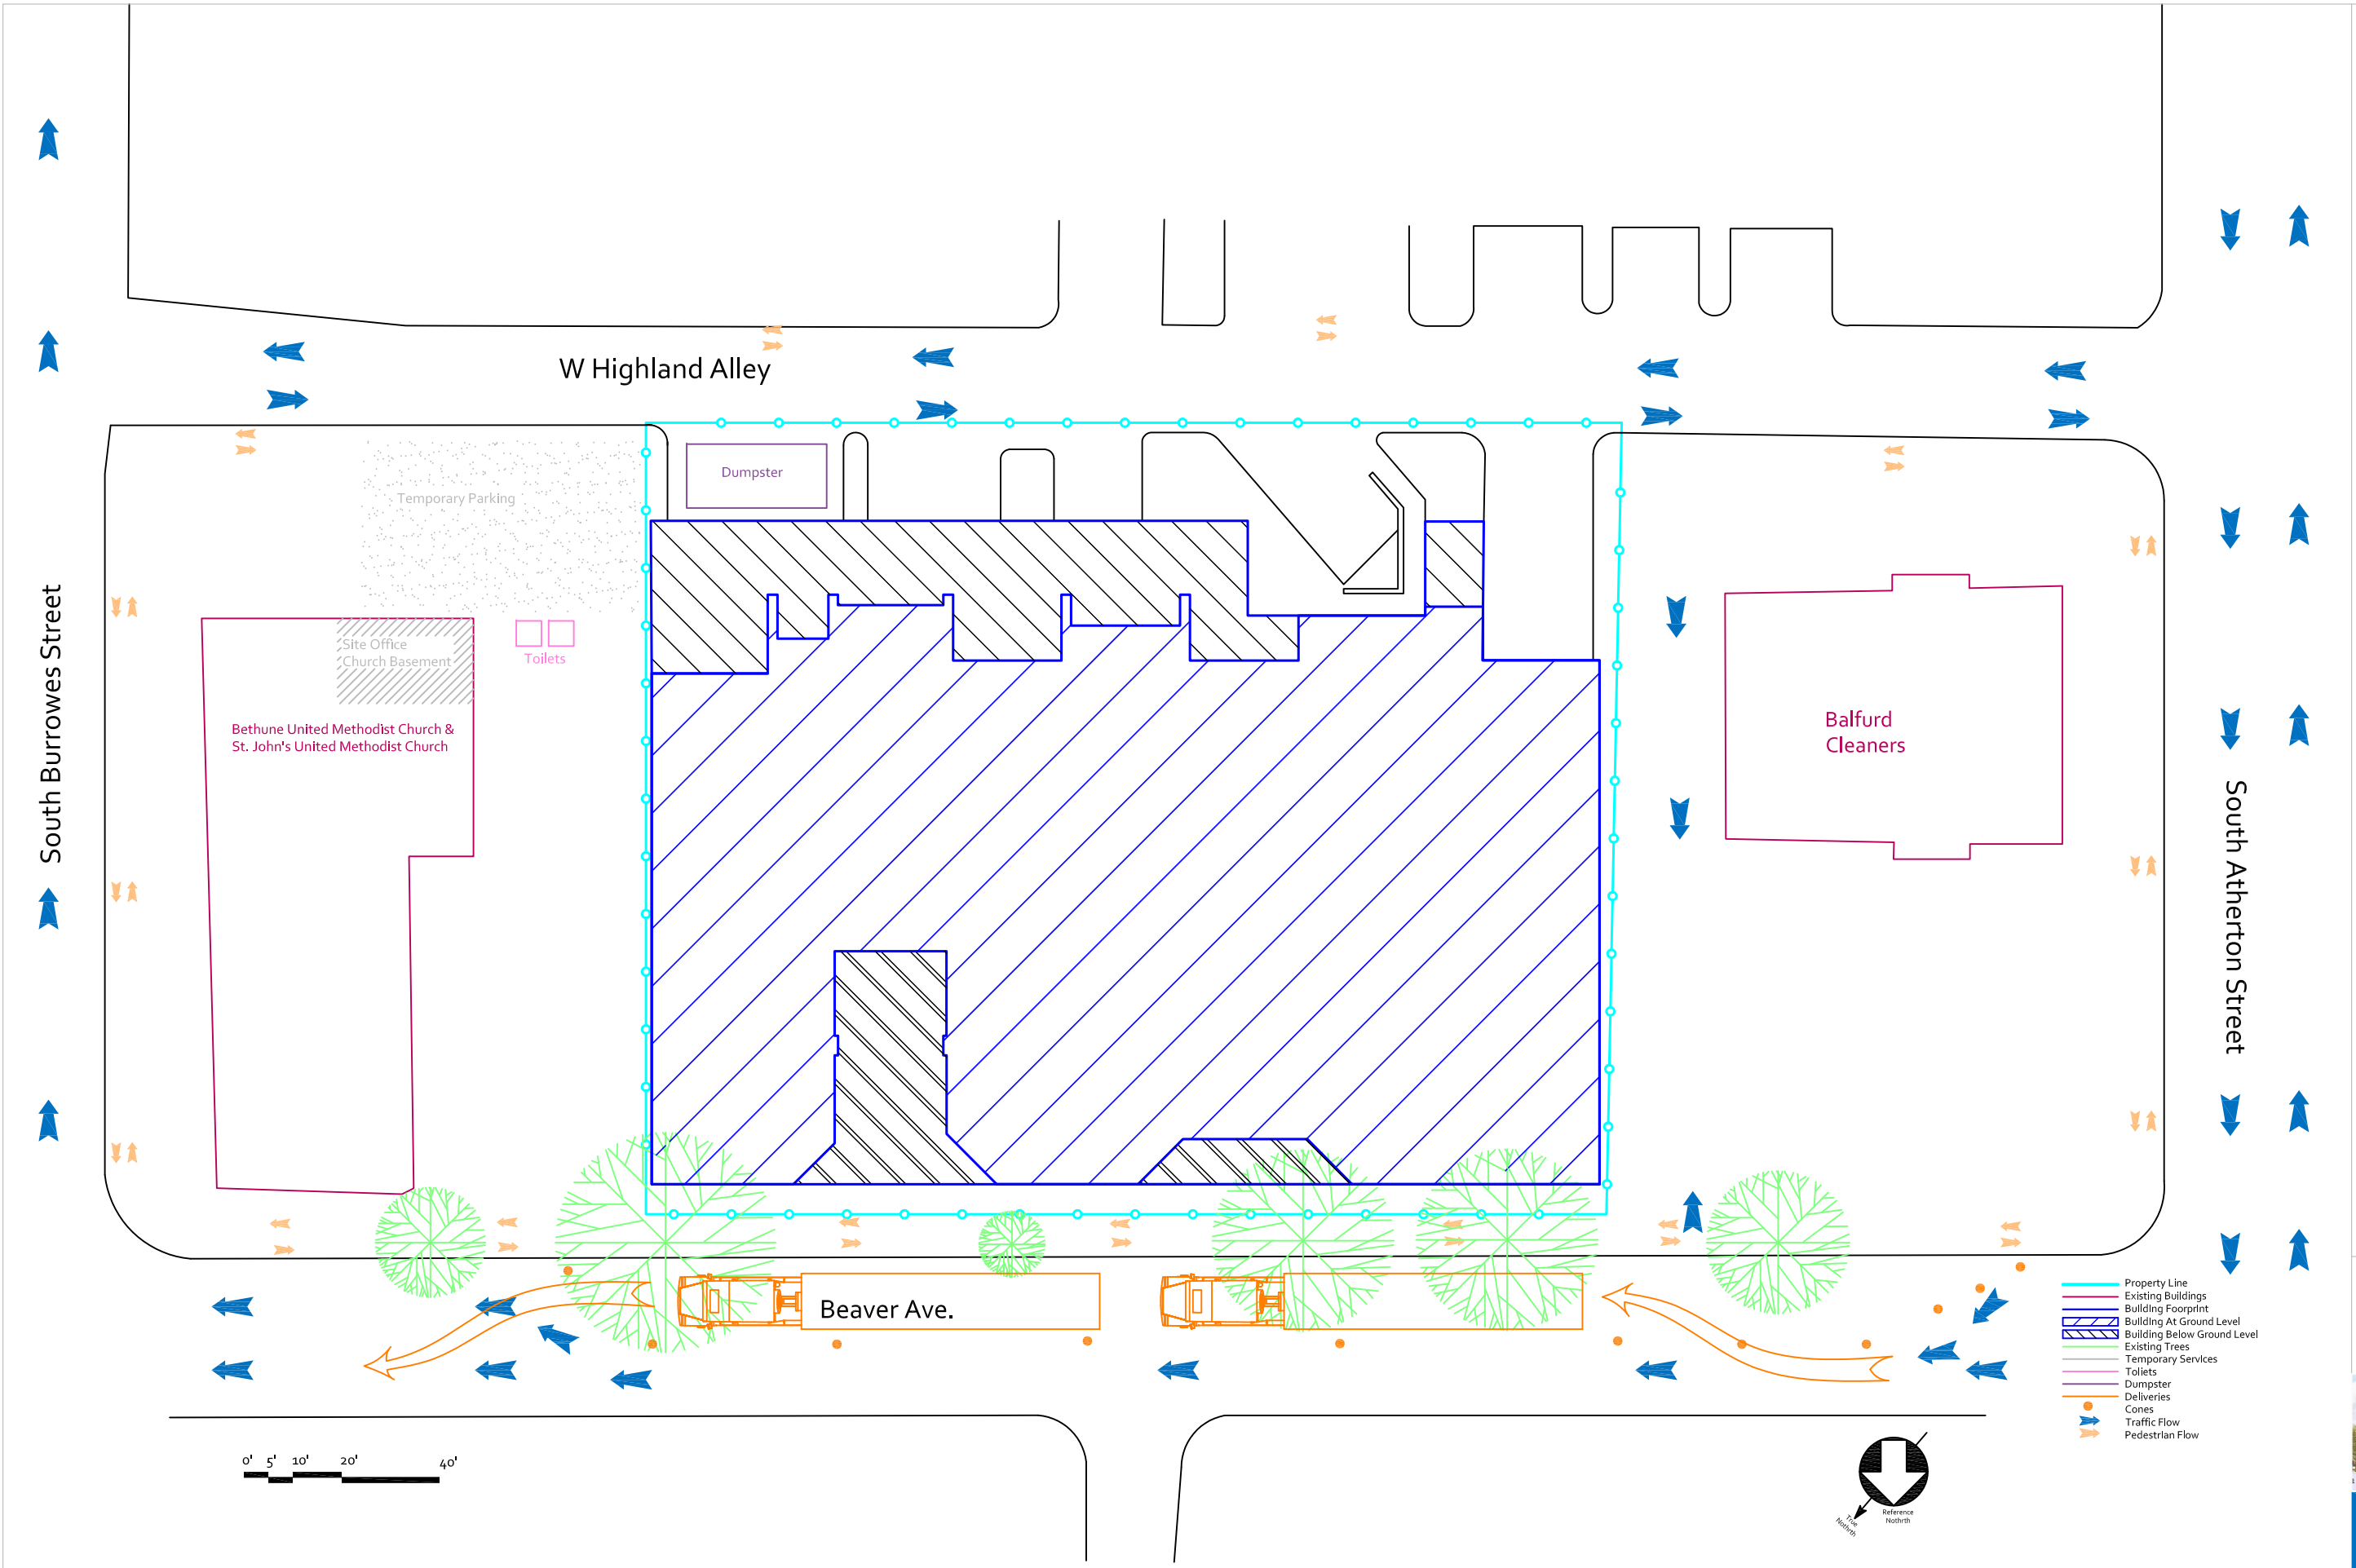 W Highland Alley
Dumpster
Temporary Parking
Site Office
Church Basement
Toilets
Bethune United Methodist Church &
St. John's United Methodist Church
Balfurd
Cleaners
South Burrowes Street
South Atherton Street
Beaver Ave.
Property Line
Existing Buildings
Building Foorprint
Building At Ground Level
Building Below Ground Level
Existing Trees
Temporary Services
Toliets
Dumpster
Deliveries
Cones
Traffic Flow
Pedestrian Flow
0' 5' 10' 20' 40'
True
Nothrth
Reference
Nothrth